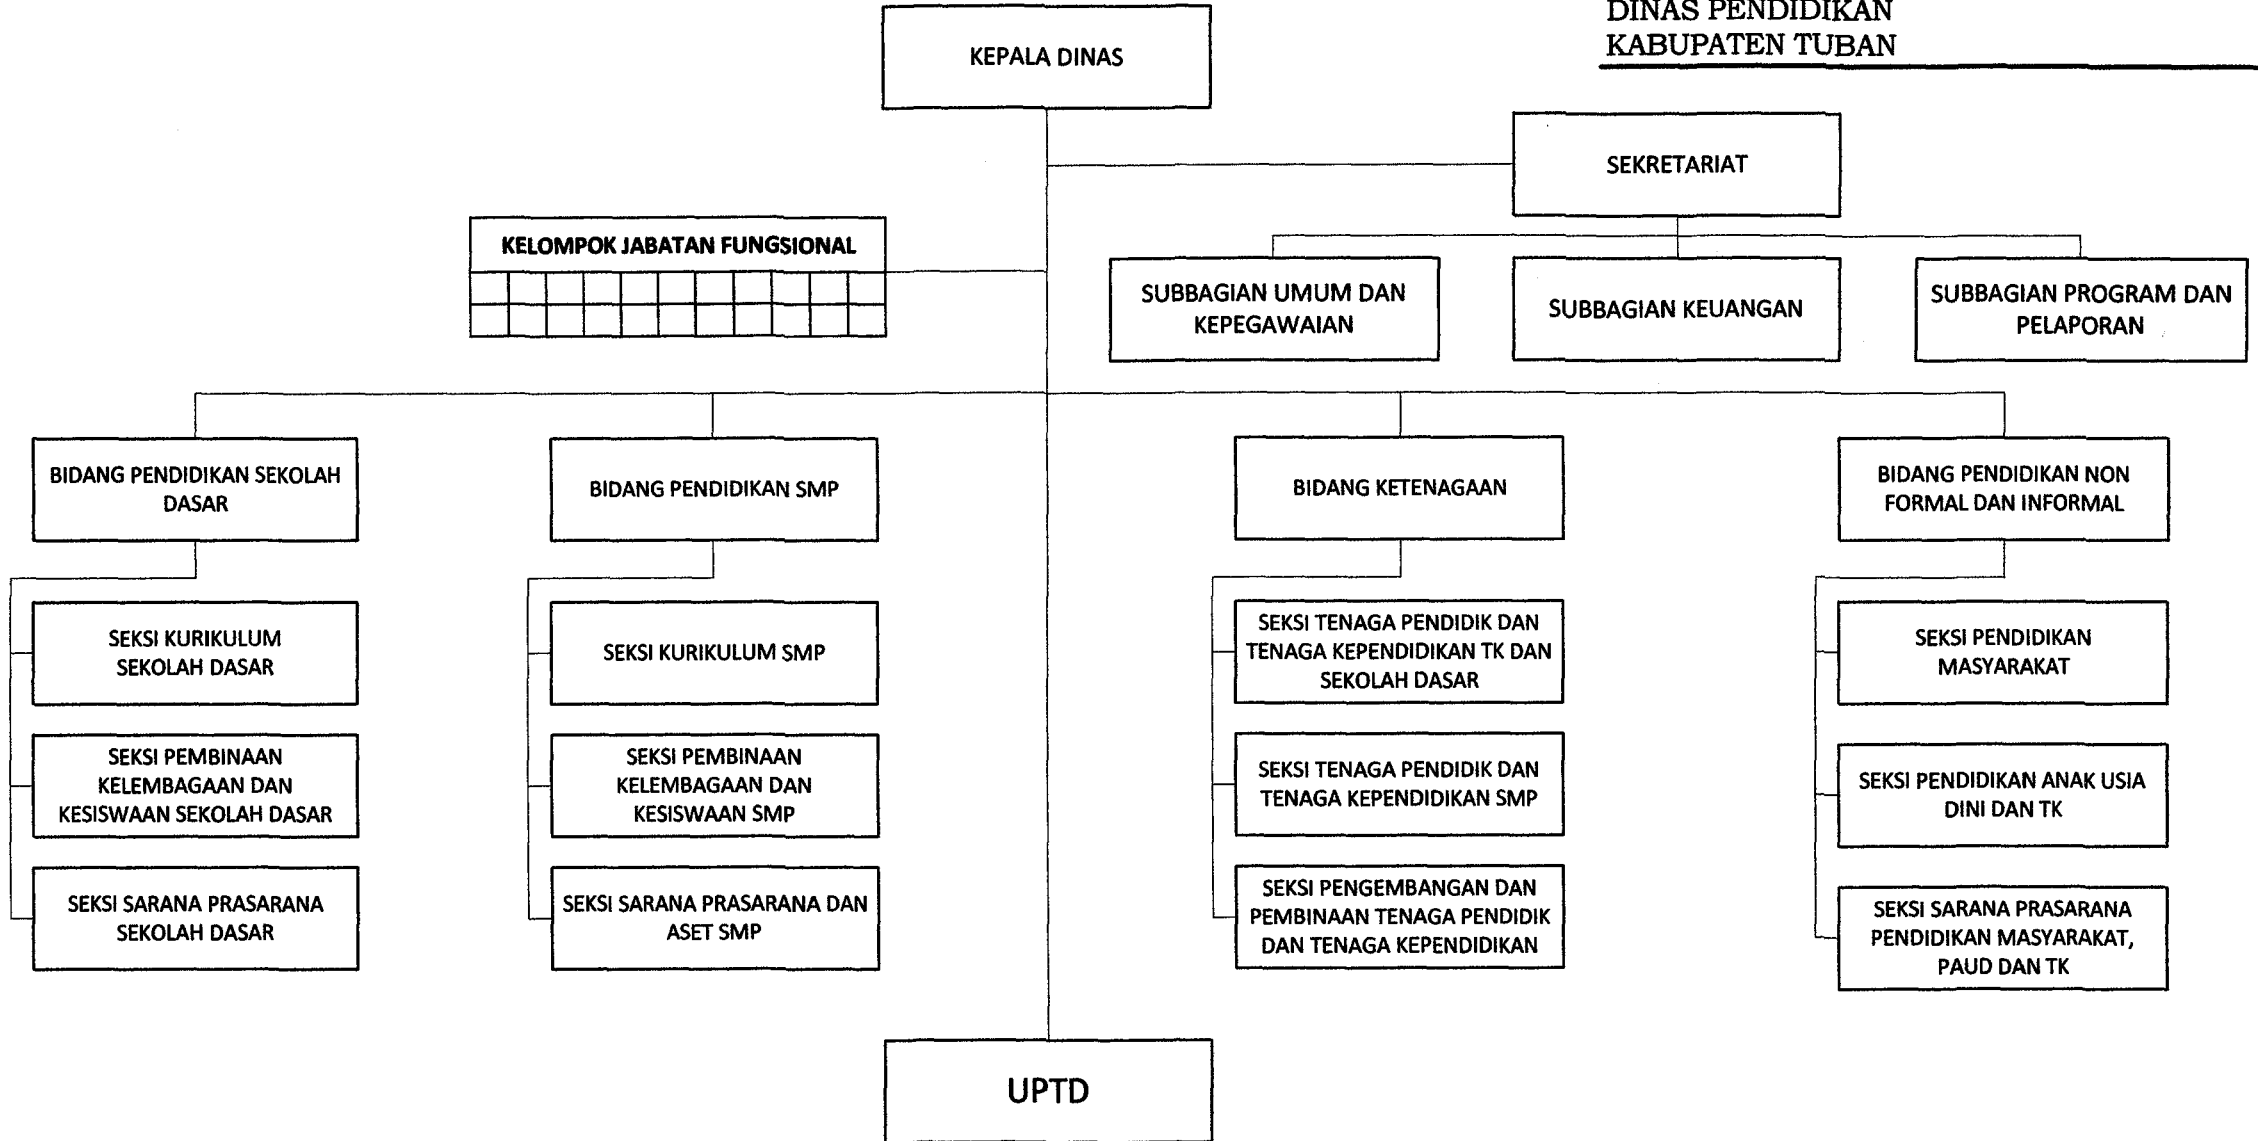 DINAS PENDIDIKAN
KABUPATEN TUBAN
KEPALA DINAS
SEKRETARIAT
KELOMPOK JABATAN FUNGSIONAL
SUBBAGIAN UMUM DAN
KEPEGAWAIAN
SUBBAGIAN KEUANGAN
SUBBAGIAN PROGRAM DAN
PELAPORAN
BIDANG PENDIDIKAN SEKOLAH
DASAR
BIDANG PENDIDIKAN SMP
BIDANG KETENAGAAN
BIDANG PENDIDIKAN NON
FORMAL DAN INFORMAL
SEKSI KURIKULUM
SEKOLAH DASAR
SEKSI KURIKULUM SMP
SEKSI TENAGA PENDIDIK DAN
TENAGA KEPENDIDIKAN TK DAN
SEKOLAH DASAR
SEKSI PENDIDIKAN
MASYARAKAT
SEKSI PEMBINAAN
KELEMBAGAAN DAN
KESISWAAN SEKOLAH DASAR
SEKSI PEMBINAAN
KELEMBAGAAN DAN
KESISWAAN SMP
SEKSI TENAGA PENDIDIK DAN
TENAGA KEPENDIDIKAN SMP
SEKSI PENDIDIKAN ANAK USIA
DINI DAN TK
SEKSI SARANA PRASARANA
SEKOLAH DASAR
SEKSI SARANA PRASARANA DAN
ASET SMP
SEKSI PENGEMBANGAN DAN
PEMBINAAN TENAGA PENDIDIK
DAN TENAGA KEPENDIDIKAN
SEKSI SARANA PRASARANA
PENDIDIKAN MASYARAKAT,
PAUD DAN TK
UPTD